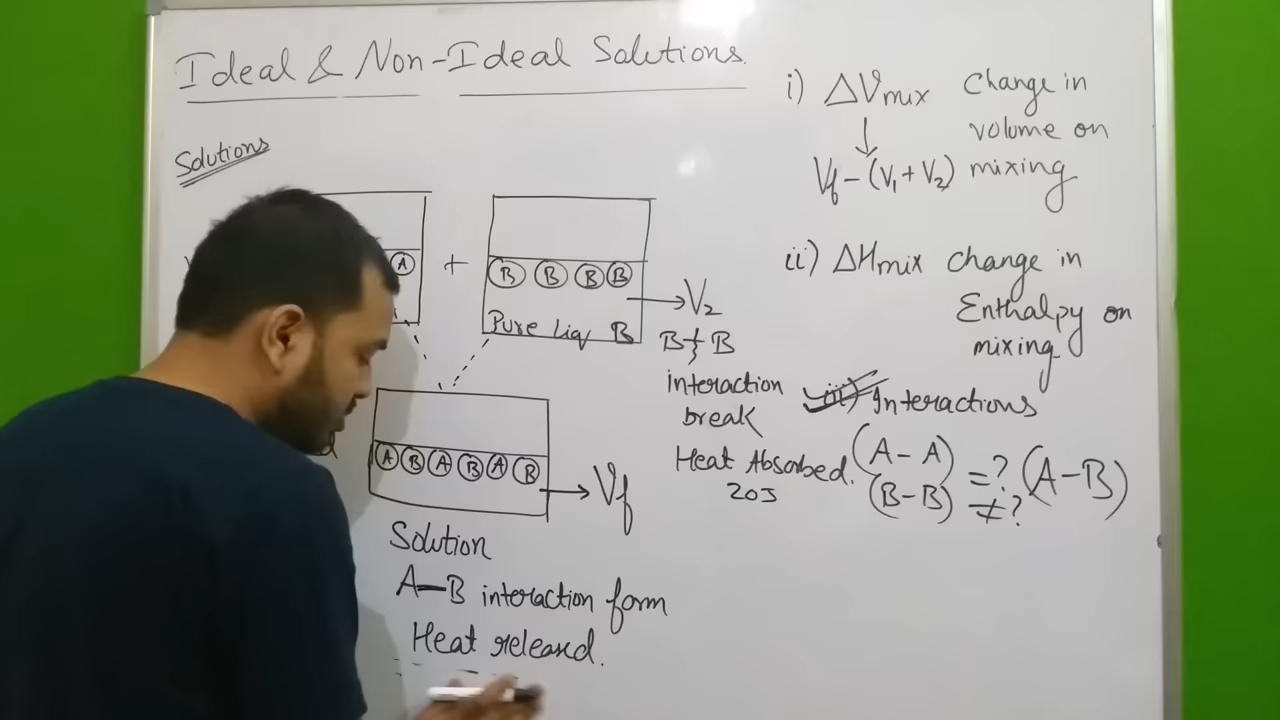 Ideal & Non-Ideal Solutions.
Solutions
A
+
B B B B
Pure Liq B
V2
B B
interaction
break
Heat Absorbed.
20J
A B A B A B
Vf
Solution
A—B interaction form
Heat released.
i) ΔVmix Change in
volume on
Vf - (V1 + V2) mixing
ii) ΔHmix change in
Enthalpy on
mixing
iii) Interactions
(A - A) =? (A - B)
(B - B) ≠?